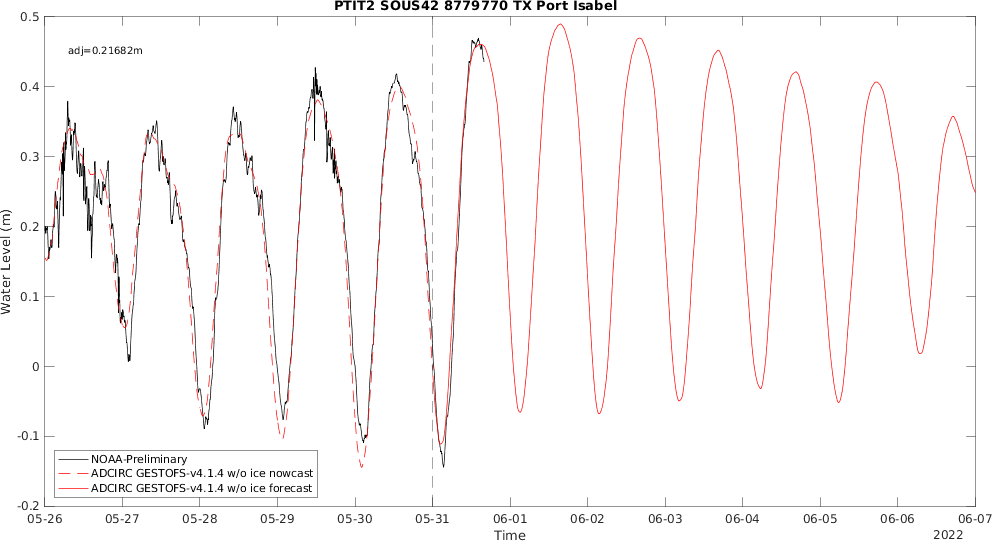 PTIT2 SOUS42 8779770 TX Port Isabel
0.5
adj=0.21682m
0.4
0.3
0.2
0.1
0
-0.1
-0.2
Water Level (m)
NOAA-Preliminary
ADCIRC GESTOFS-v4.1.4 w/o ice nowcast
ADCIRC GESTOFS-v4.1.4 w/o ice forecast
05-26 05-27 05-28 05-29 05-30 05-31 06-01 06-02 06-03 06-04 06-05 06-06 06-07
Time
2022